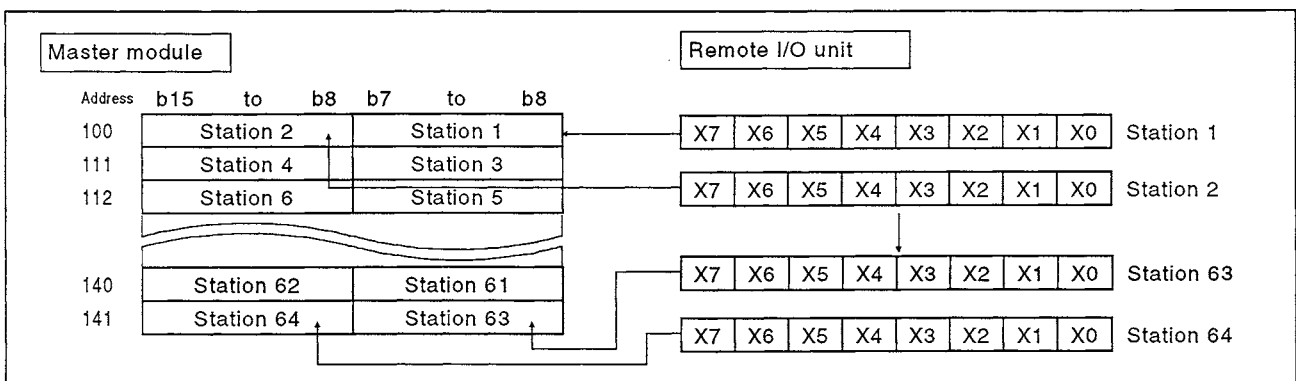 Master module
Remote I/O unit
Address b15 to b8 b7 to b8
100 Station 2 Station 1
X7 X6 X5 X4 X3 X2 X1 X0 Station 1
111 Station 4 Station 3
112 Station 6 Station 5
X7 X6 X5 X4 X3 X2 X1 X0 Station 2
140 Station 62 Station 61
X7 X6 X5 X4 X3 X2 X1 X0 Station 63
141 Station 64 Station 63
X7 X6 X5 X4 X3 X2 X1 X0 Station 64